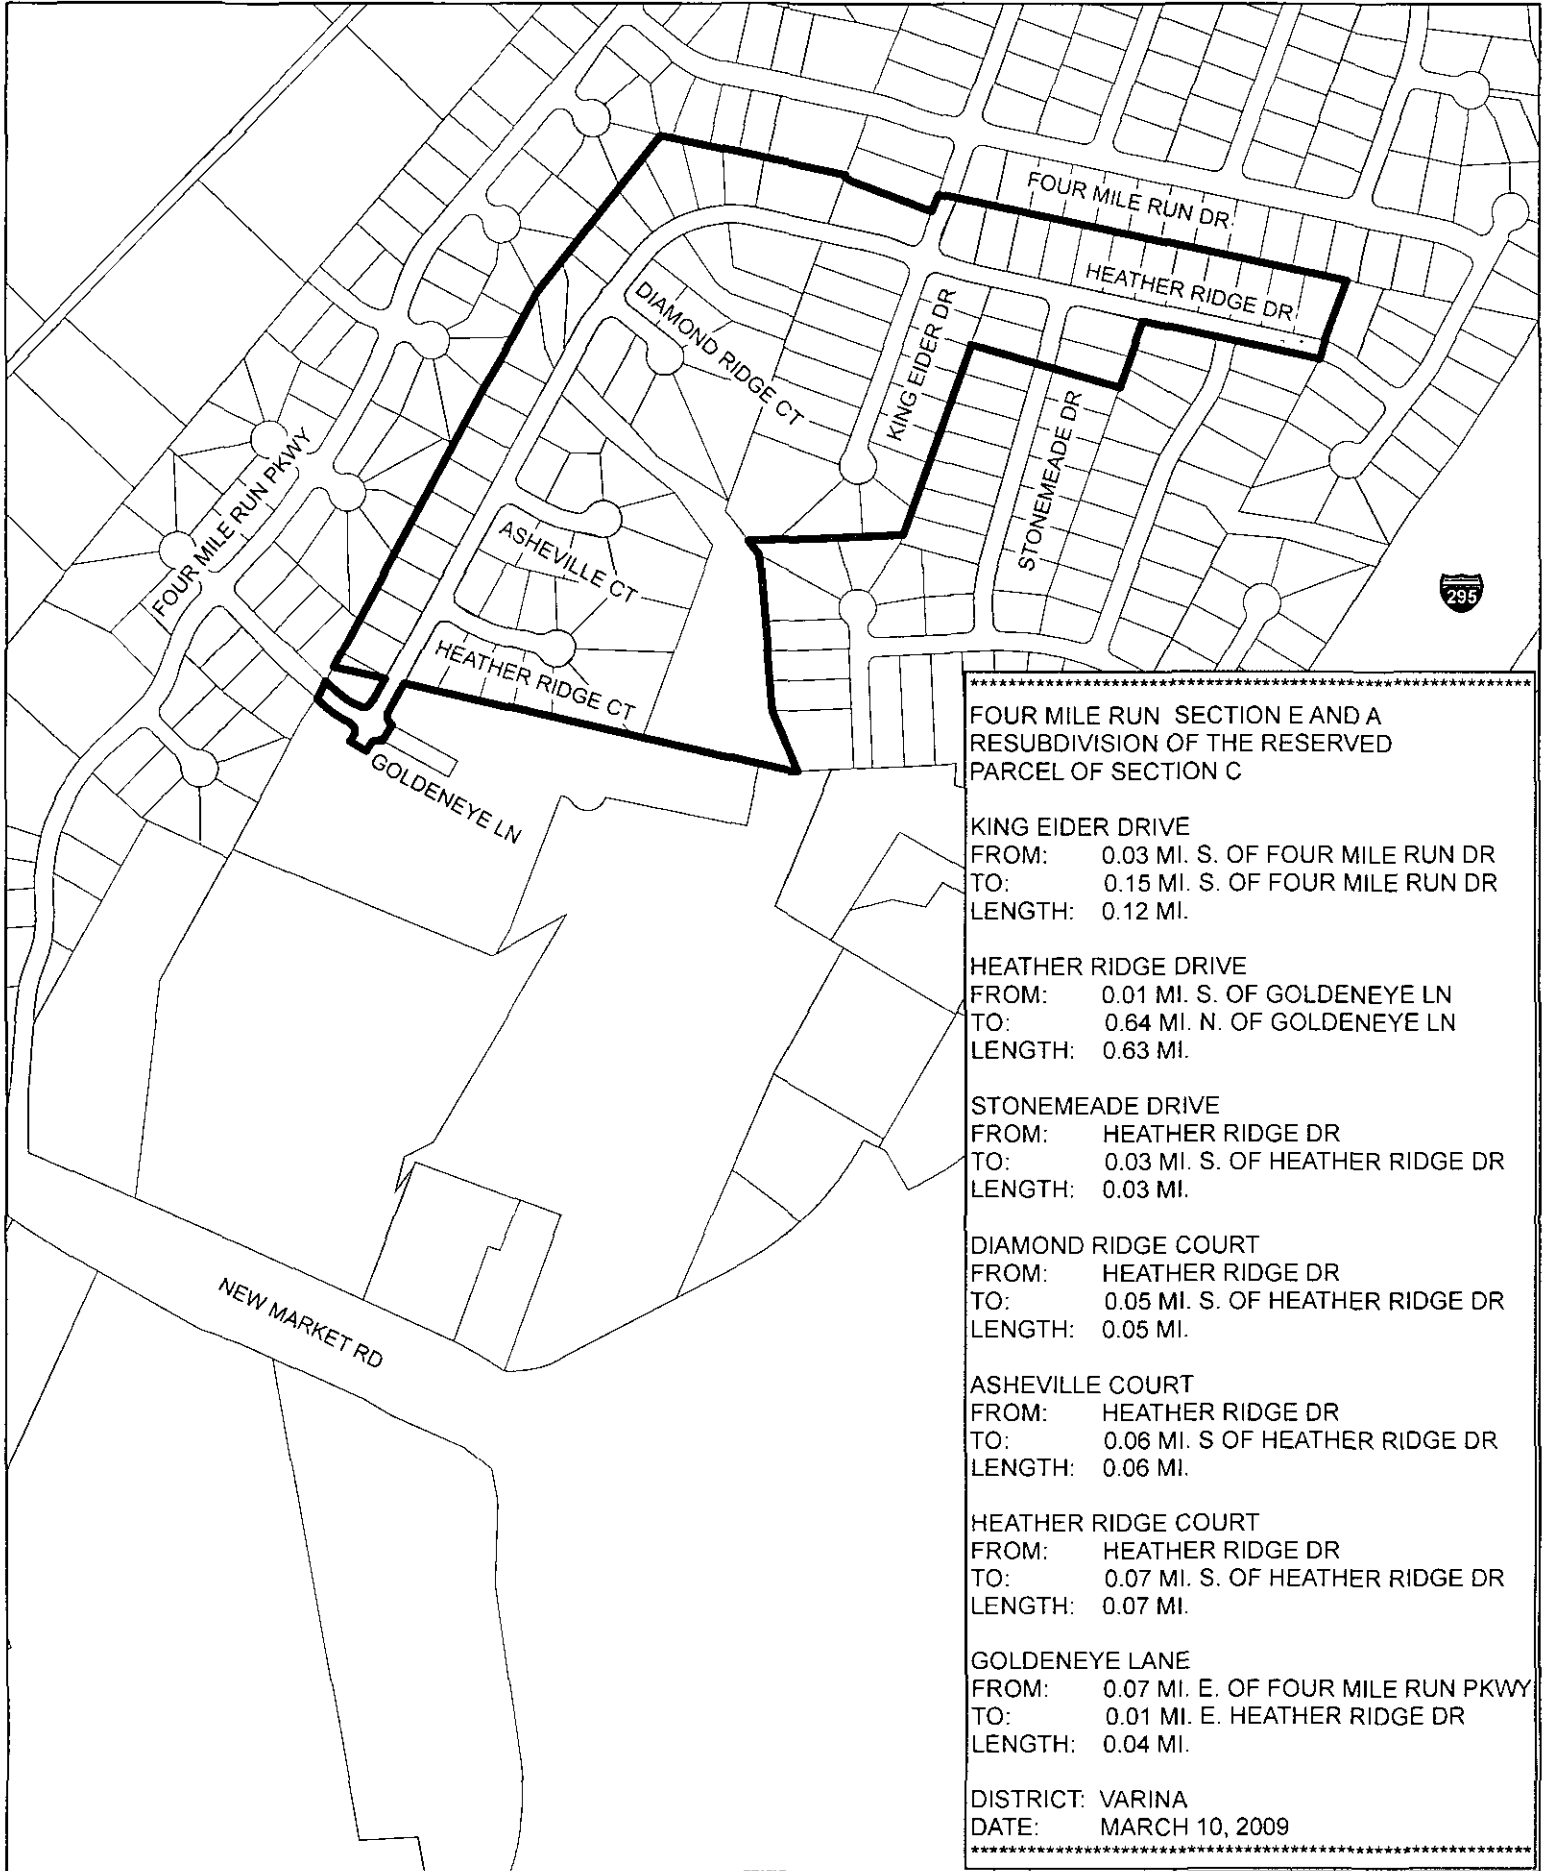 FOUR MILE RUN DR
HEATHER RIDGE DR
DIAMOND RIDGE CT
KING EIDER DR
STONEMEADE DR
FOUR MILE RUN PKWY
ASHEVILLE CT
HEATHER RIDGE CT
GOLDENEYE LN
NEW MARKET RD
295
************************************************************
FOUR MILE RUN SECTION E AND A
RESUBDIVISION OF THE RESERVED
PARCEL OF SECTION C
KING EIDER DRIVE
FROM: 0.03 MI. S. OF FOUR MILE RUN DR
TO: 0.15 MI. S. OF FOUR MILE RUN DR
LENGTH: 0.12 MI.
HEATHER RIDGE DRIVE
FROM: 0.01 MI. S. OF GOLDENEYE LN
TO: 0.64 MI. N. OF GOLDENEYE LN
LENGTH: 0.63 MI.
STONEMEADE DRIVE
FROM: HEATHER RIDGE DR
TO: 0.03 MI. S. OF HEATHER RIDGE DR
LENGTH: 0.03 MI.
DIAMOND RIDGE COURT
FROM: HEATHER RIDGE DR
TO: 0.05 MI. S. OF HEATHER RIDGE DR
LENGTH: 0.05 MI.
ASHEVILLE COURT
FROM: HEATHER RIDGE DR
TO: 0.06 MI. S OF HEATHER RIDGE DR
LENGTH: 0.06 MI.
HEATHER RIDGE COURT
FROM: HEATHER RIDGE DR
TO: 0.07 MI. S. OF HEATHER RIDGE DR
LENGTH: 0.07 MI.
GOLDENEYE LANE
FROM: 0.07 MI. E. OF FOUR MILE RUN PKWY
TO: 0.01 MI. E. HEATHER RIDGE DR
LENGTH: 0.04 MI.
DISTRICT: VARINA
DATE: MARCH 10, 2009
************************************************************